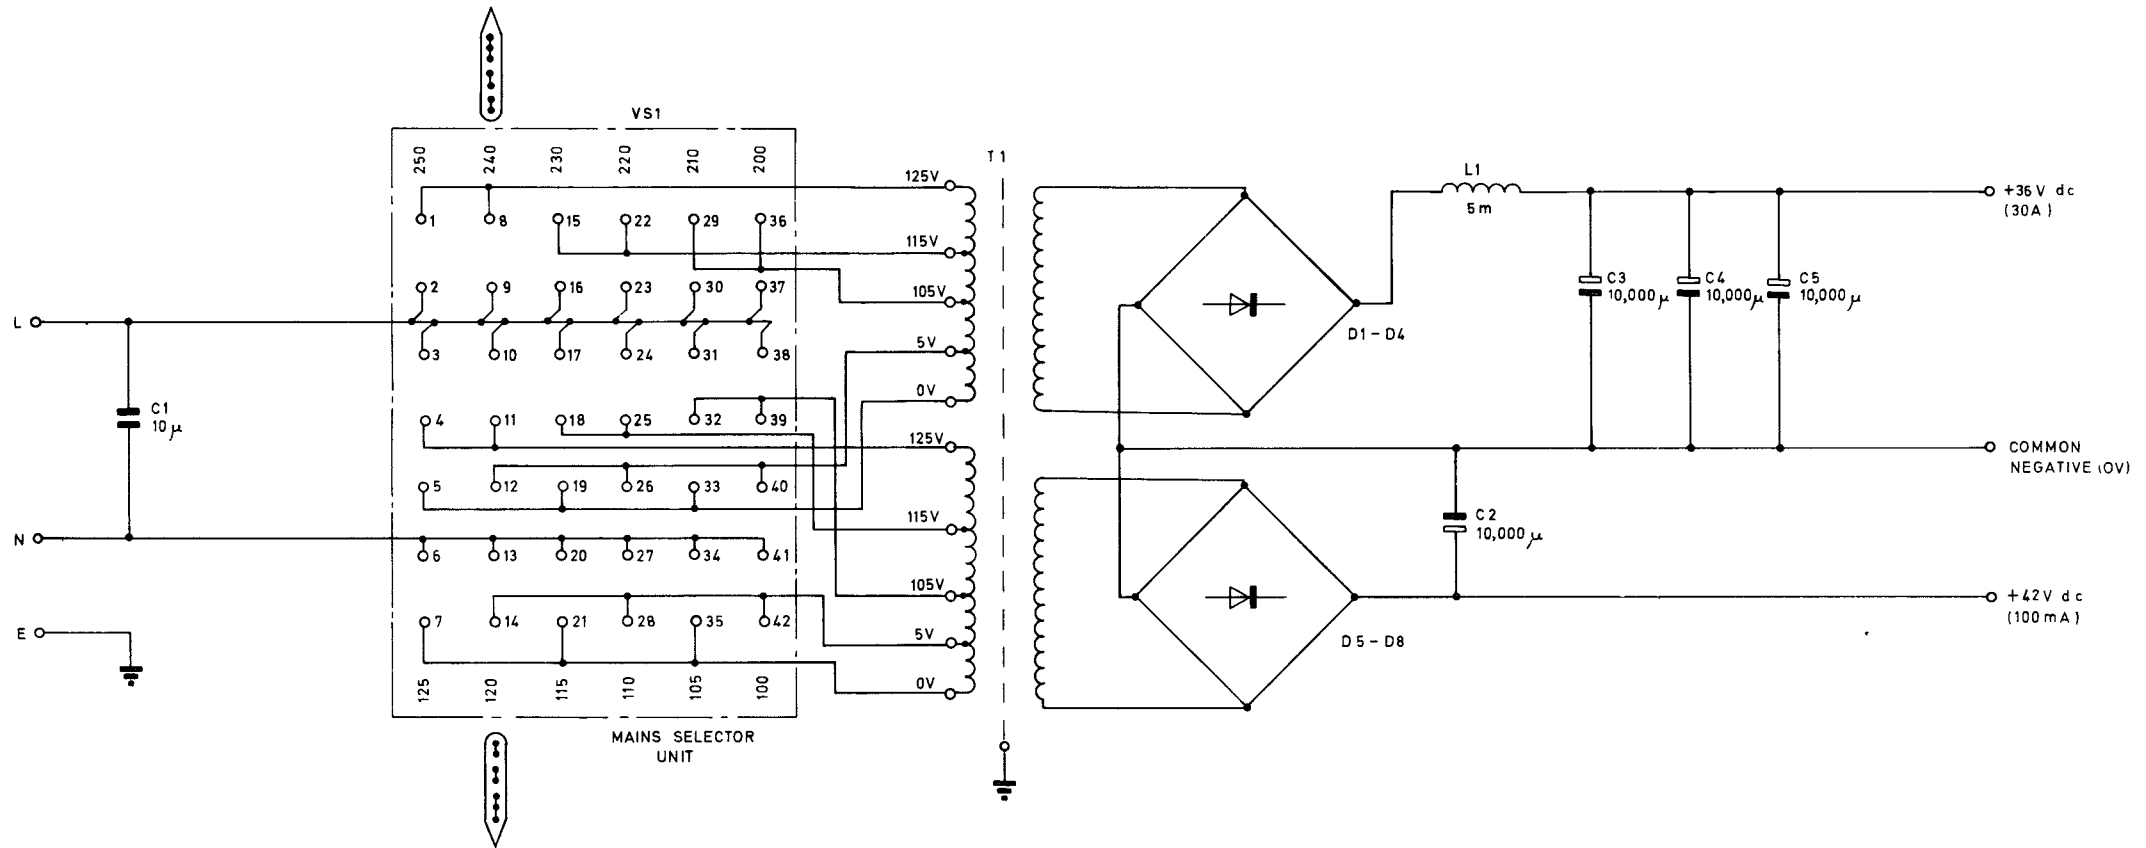 VS1
250 240 230 220 210 200
T1
125V
L1
5m
+36V dc
(30A)
1 8 15 22 29 36
115V
2 9 16 23 30 37
105V
C3
10,000μ
C4
10,000μ
C5
10,000μ
L
3 10 17 24 31 38
5V
D1-D4
0V
C1
10μ
4 11 18 25 32 39
125V
COMMON
NEGATIVE (0V)
5 12 19 26 33 40
115V
C2
10,000μ
N
6 13 20 27 34 41
105V
+42V dc
(100mA)
7 14 21 28 35 42
E
5V
D5-D8
0V
125 120 115 110 105 100
MAINS SELECTOR
UNIT